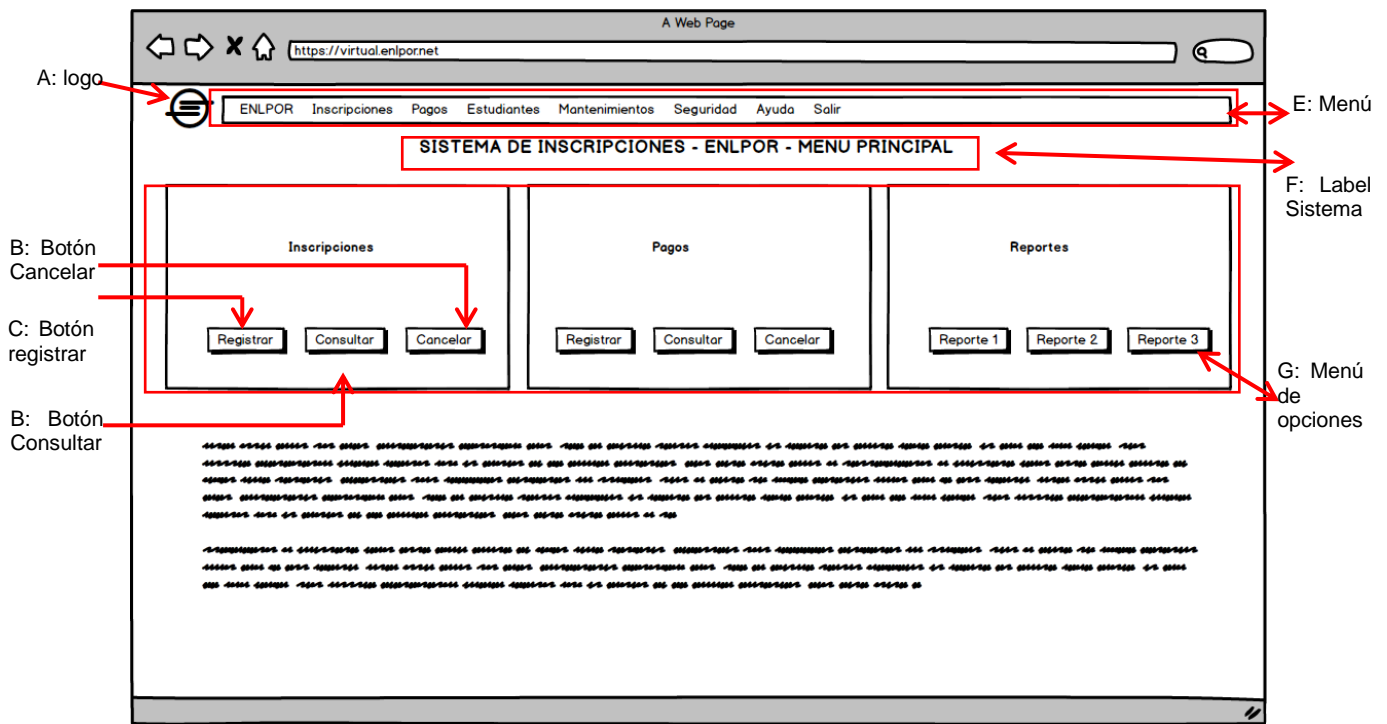 A Web Page
https://virtual.enlpor.net
A: logo
ENLPOR Inscripciones Pagos Estudiantes Mantenimientos Seguridad Ayuda Salir
E: Menú
SISTEMA DE INSCRIPCIONES - ENLPOR - MENU PRINCIPAL
F: Label
Sistema
B: Botón
Cancelar
C: Botón
registrar
B: Botón
Consultar
Inscripciones
Registrar Consultar Cancelar
Pagos
Registrar Consultar Cancelar
Reportes
Reporte 1 Reporte 2 Reporte 3
G: Menú
de
opciones